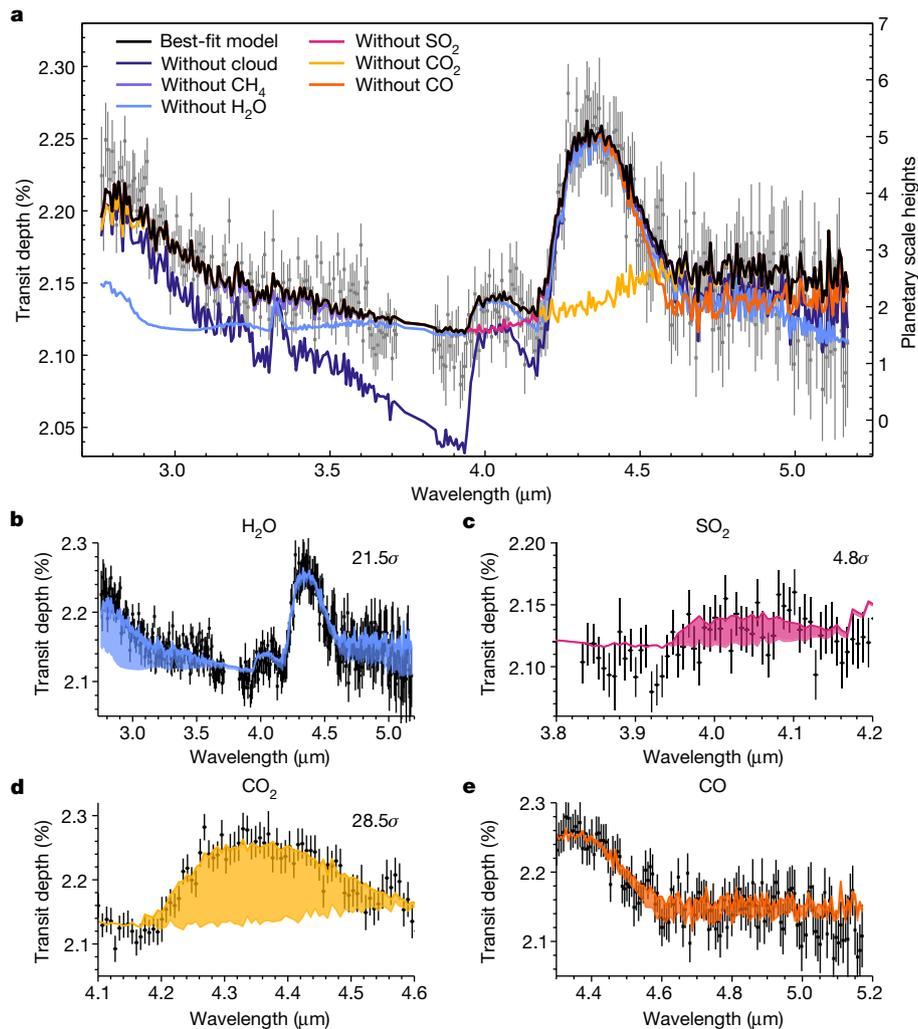 a
Best-fit model
Without cloud
Without CH4
Without H2O
Without SO2
Without CO2
Without CO
Transit depth (%)
2.30
2.25
2.20
2.15
2.10
2.05
7
6
5
4
3
2
1
0
Planetary scale heights
3.0 3.5 4.0 4.5 5.0
Wavelength (μm)
b
H2O
21.5σ
Transit depth (%)
2.3
2.2
2.1
3.0 3.5 4.0 4.5 5.0
Wavelength (μm)
c
SO2
4.8σ
Transit depth (%)
2.20
2.15
2.10
3.8 3.9 4.0 4.1 4.2
Wavelength (μm)
d
CO2
28.5σ
Transit depth (%)
2.3
2.2
2.1
4.1 4.2 4.3 4.4 4.5 4.6
Wavelength (μm)
e
CO
Transit depth (%)
2.3
2.2
2.1
4.4 4.6 4.8 5.0 5.2
Wavelength (μm)